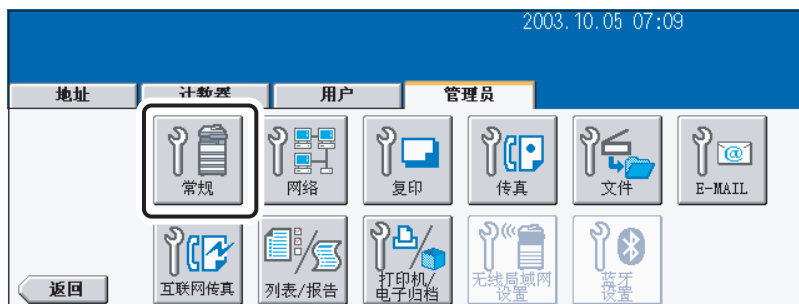 2003.10.05 07:09
地址 计数器 用户 管理员
常规 网络 复印 传真 文件 E-MAIL
互联网传真 列表/报告 打印机/电子归档 无线局域网设置 蓝牙设置
返回